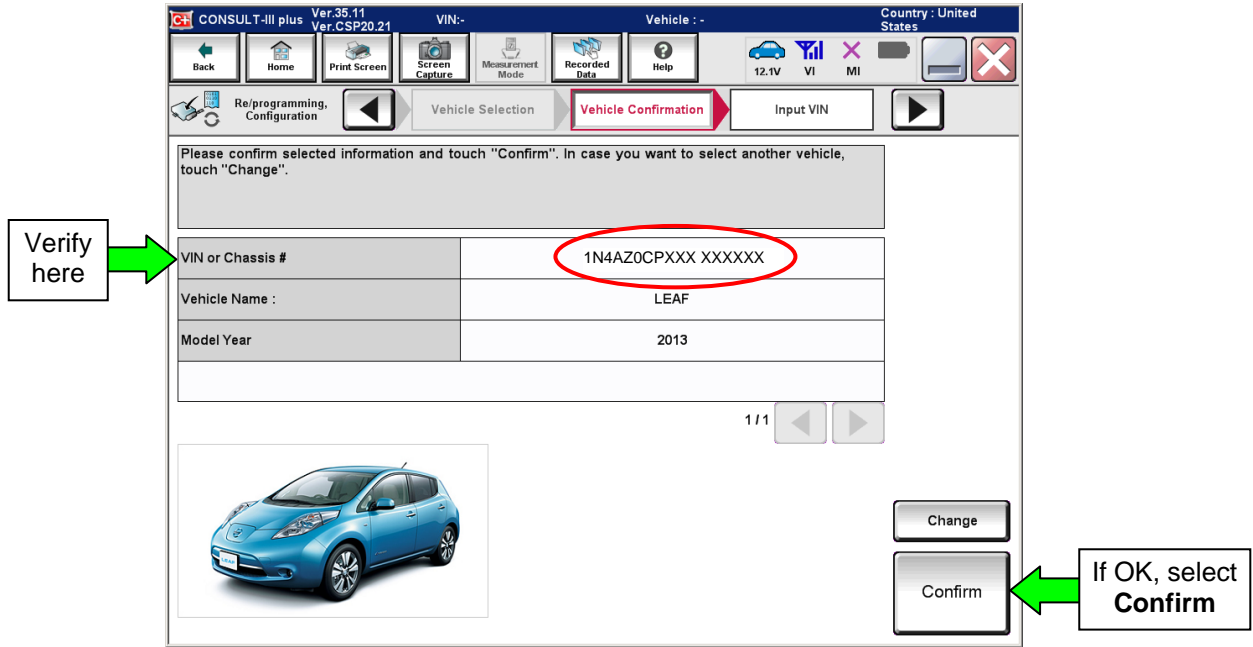 C+ CONSULT-III plus Ver.35.11 Ver.CSP20.21 VIN:- Vehicle : - Country : United States
Back Home Print Screen Screen Capture Measurement Mode Recorded Data Help 12.1V VI MI
Re/programming, Configuration Vehicle Selection Vehicle Confirmation Input VIN
Please confirm selected information and touch "Confirm". In case you want to select another vehicle,
touch "Change".
Verify
here
VIN or Chassis # 1N4AZ0CPXXX XXXXXX
Vehicle Name : LEAF
Model Year 2013
1/1
LEAF
Change
Confirm
If OK, select
Confirm